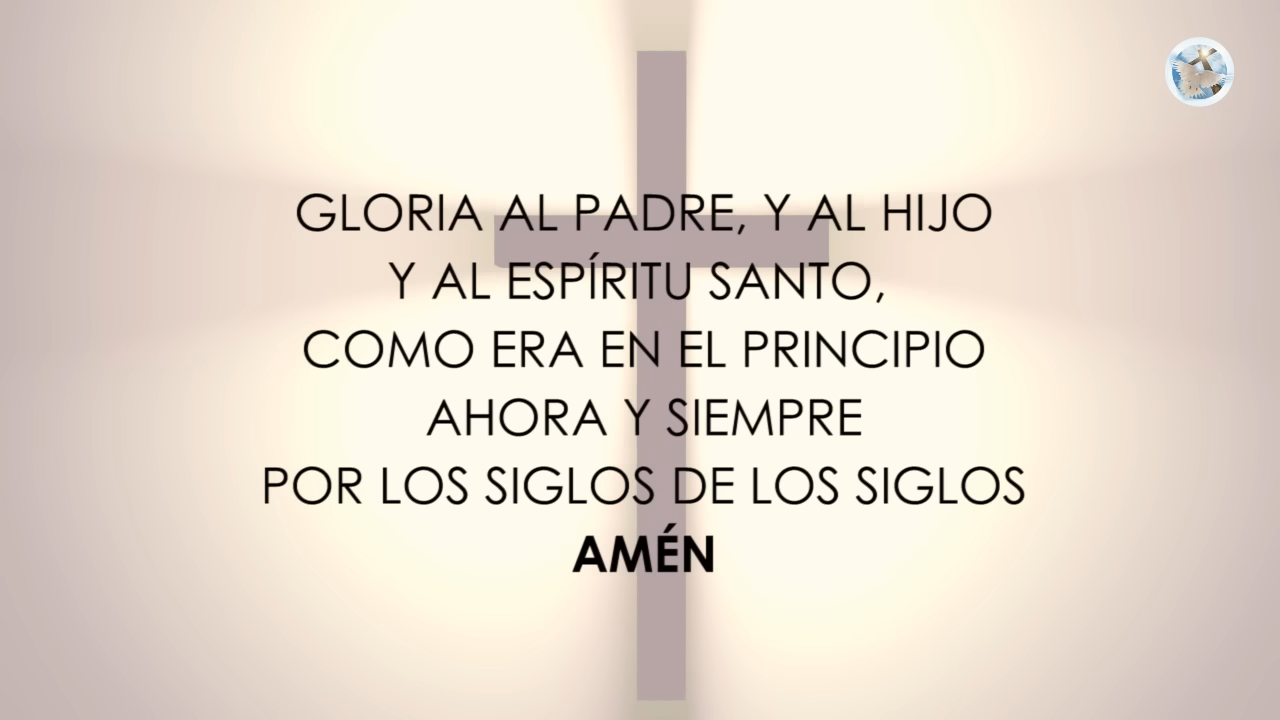 GLORIA AL PADRE, Y AL HIJO
Y AL ESPÍRITU SANTO,
COMO ERA EN EL PRINCIPIO
AHORA Y SIEMPRE
POR LOS SIGLOS DE LOS SIGLOS
AMÉN